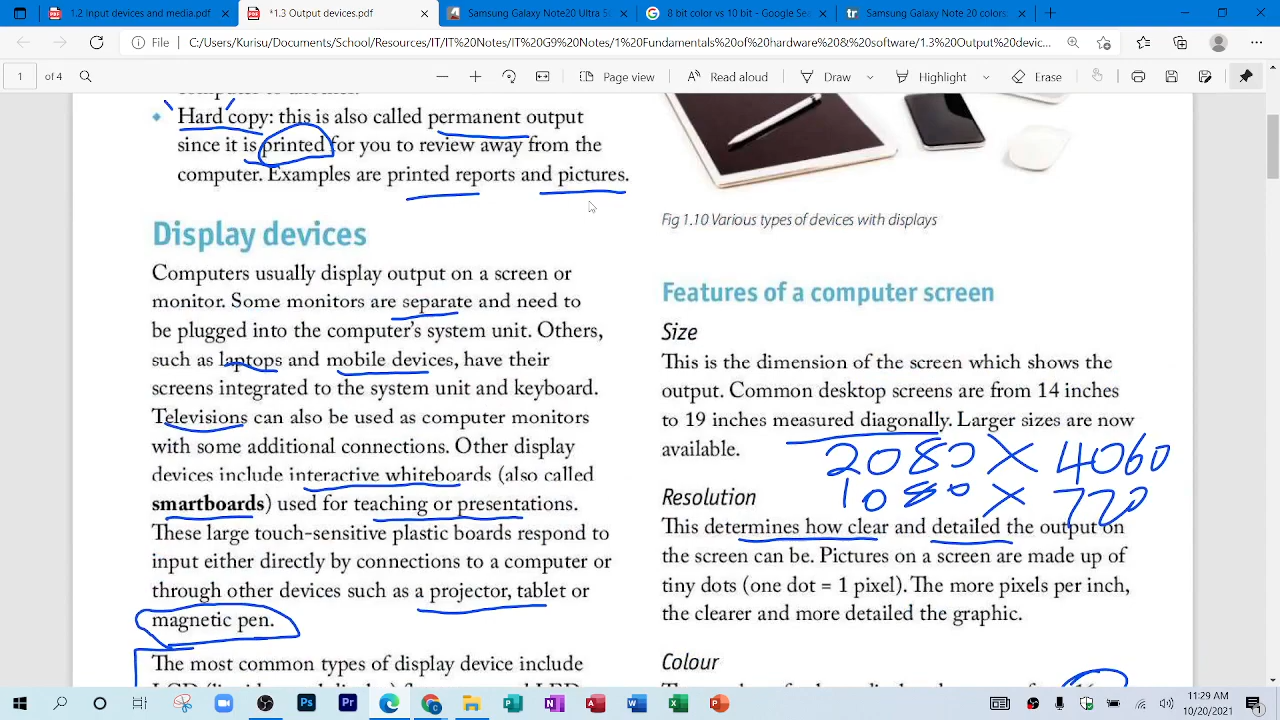 1.2 Input devices and media.pdf
*1.3 Output devices.pdf
Samsung Galaxy Note20 Ultra 5
8 bit color vs 10 bit - Google Se
Samsung Galaxy Note 20 colors:
File
C:/Users/Kurisu/Documents/School/Resources/IT/IT%20Notes/IT%20G9%20Notes/1%20Fundamentals%20of%20hardware%20&%20software/1.3%20Output%20devic...
1
of 4
Page view
Read aloud
Draw
Highlight
Erase
Hard copy: this is also called permanent output
since it is printed for you to review away from the
computer. Examples are printed reports and pictures.
Display devices
Computers usually display output on a screen or
monitor. Some monitors are separate and need to
be plugged into the computer's system unit. Others,
such as laptops and mobile devices, have their
screens integrated to the system unit and keyboard.
Televisions can also be used as computer monitors
with some additional connections. Other display
devices include interactive whiteboards (also called
smartboards) used for teaching or presentations.
These large touch-sensitive plastic boards respond to
input either directly by connections to a computer or
through other devices such as a projector, tablet or
magnetic pen.
The most common types of display device include
Fig 1.10 Various types of devices with displays
Features of a computer screen
Size
This is the dimension of the screen which shows the
output. Common desktop screens are from 14 inches
to 19 inches measured diagonally. Larger sizes are now
available.
2080 X 4060
1080 X 720
Resolution
This determines how clear and detailed the output on
the screen can be. Pictures on a screen are made up of
tiny dots (one dot = 1 pixel). The more pixels per inch,
the clearer and more detailed the graphic.
Colour
11:29 AM
10/20/2021